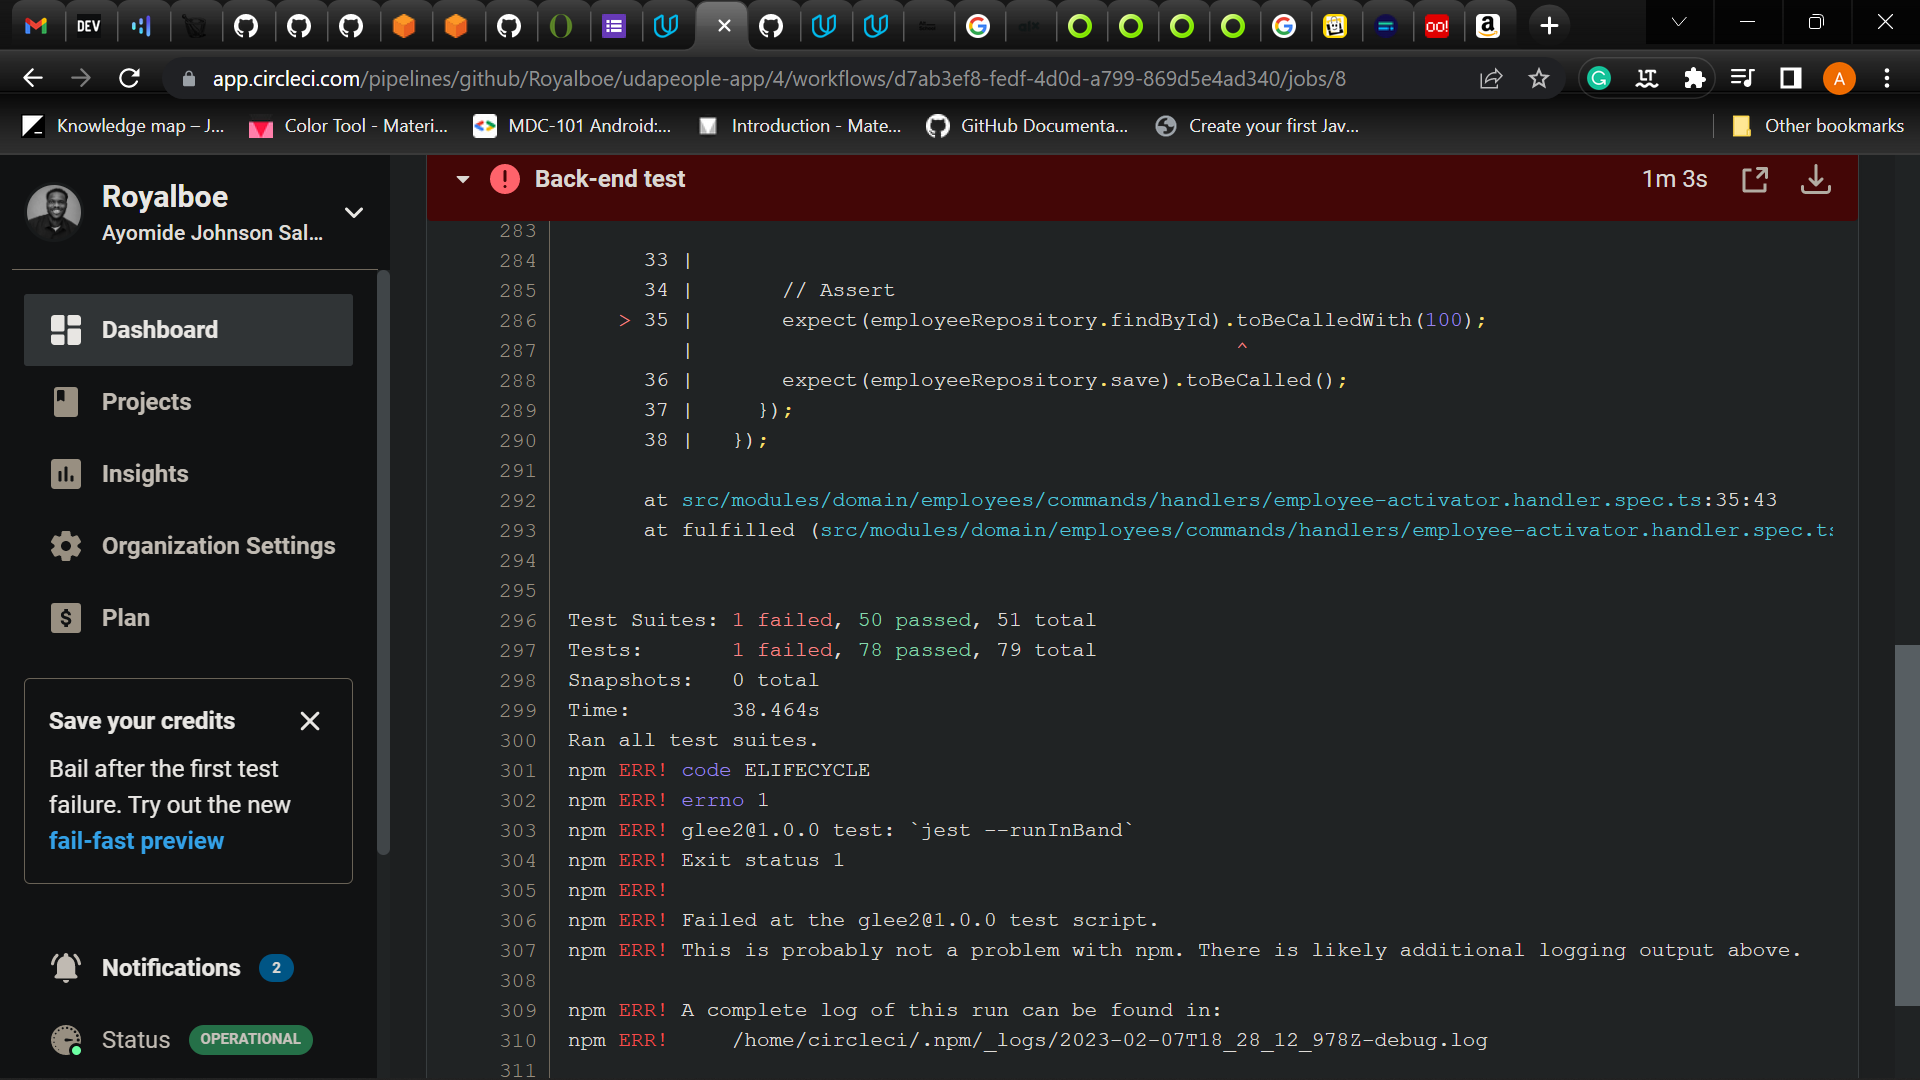 DEV
oo!
a
app.circleci.com/pipelines/github/Royalboe/udapeople-app/4/workflows/d7ab3ef8-fedf-4d0d-a799-869d5e4ad340/jobs/8
A
Knowledge map – J...
Color Tool - Materi...
MDC-101 Android:...
Introduction - Mate...
GitHub Documenta...
Create your first Jav...
Other bookmarks
Royalboe
Ayomide Johnson Sal...
Dashboard
Projects
Insights
Organization Settings
Plan
Save your credits
Bail after the first test
failure. Try out the new
fail-fast preview
Notifications 2
Status OPERATIONAL
Back-end test 1m 3s
283
284 33 |
285 34 | // Assert
286 > 35 | expect(employeeRepository.findById).toBeCalledWith(100);
287 | ^
288 36 | expect(employeeRepository.save).toBeCalled();
289 37 | });
290 38 | });
291
292 at src/modules/domain/employees/commands/handlers/employee-activator.handler.spec.ts:35:43
293 at fulfilled (src/modules/domain/employees/commands/handlers/employee-activator.handler.spec.ts:
294
295
296 Test Suites: 1 failed, 50 passed, 51 total
297 Tests: 1 failed, 78 passed, 79 total
298 Snapshots: 0 total
299 Time: 38.464s
300 Ran all test suites.
301 npm ERR! code ELIFECYCLE
302 npm ERR! errno 1
303 npm ERR! glee2@1.0.0 test: `jest --runInBand`
304 npm ERR! Exit status 1
305 npm ERR!
306 npm ERR! Failed at the glee2@1.0.0 test script.
307 npm ERR! This is probably not a problem with npm. There is likely additional logging output above.
308
309 npm ERR! A complete log of this run can be found in:
310 npm ERR! /home/circleci/.npm/_logs/2023-02-07T18_28_12_978Z-debug.log
311